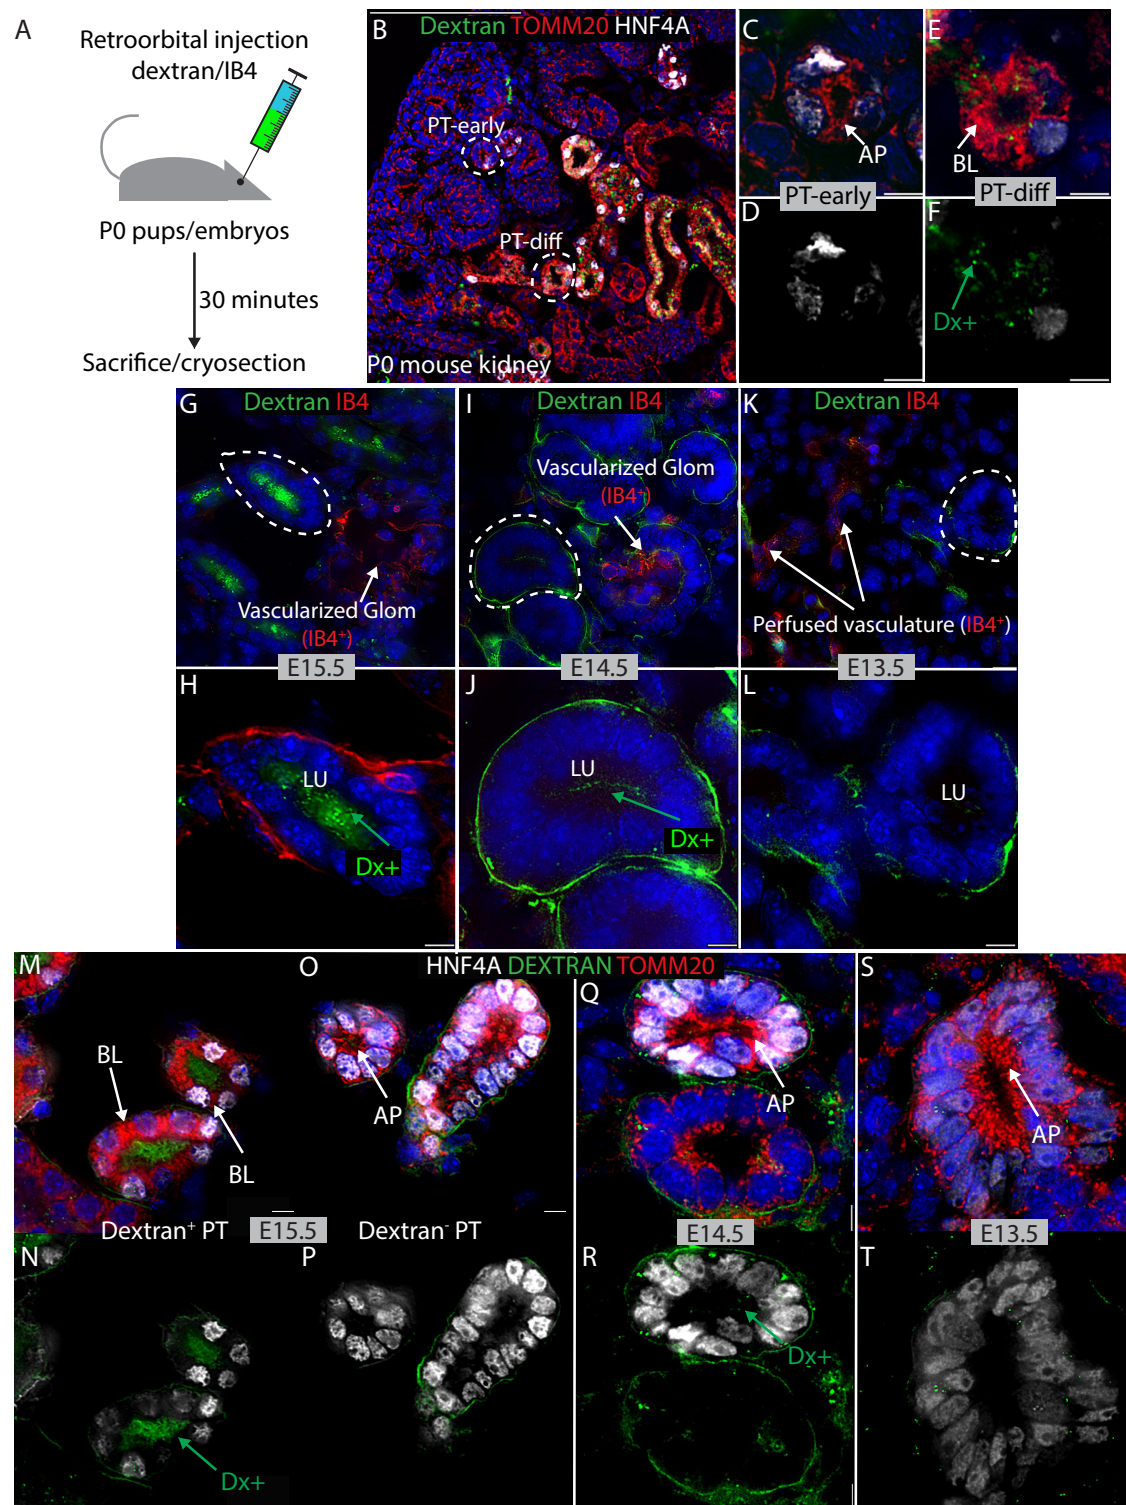 A
Retroorbital injection
dextran/IB4
P0 pups/embryos
30 minutes
Sacrifice/cryosection
B
Dextran TOMM20 HNF4A
PT-early
PT-diff
P0 mouse kidney
C
AP
PT-early
D
E
BL
PT-diff
F
Dx+
G
Dextran IB4
Vascularized Glom
(IB4+)
E15.5
H
LU
Dx+
I
Dextran IB4
Vascularized Glom
(IB4+)
E14.5
J
LU
Dx+
K
Dextran IB4
Perfused vasculature (IB4+)
E13.5
L
LU
HNF4A DEXTRAN TOMM20
M
BL
BL
Dextran+ PT
E15.5
N
Dx+
O
AP
Dextran- PT
P
Q
AP
E14.5
R
Dx+
S
AP
E13.5
T